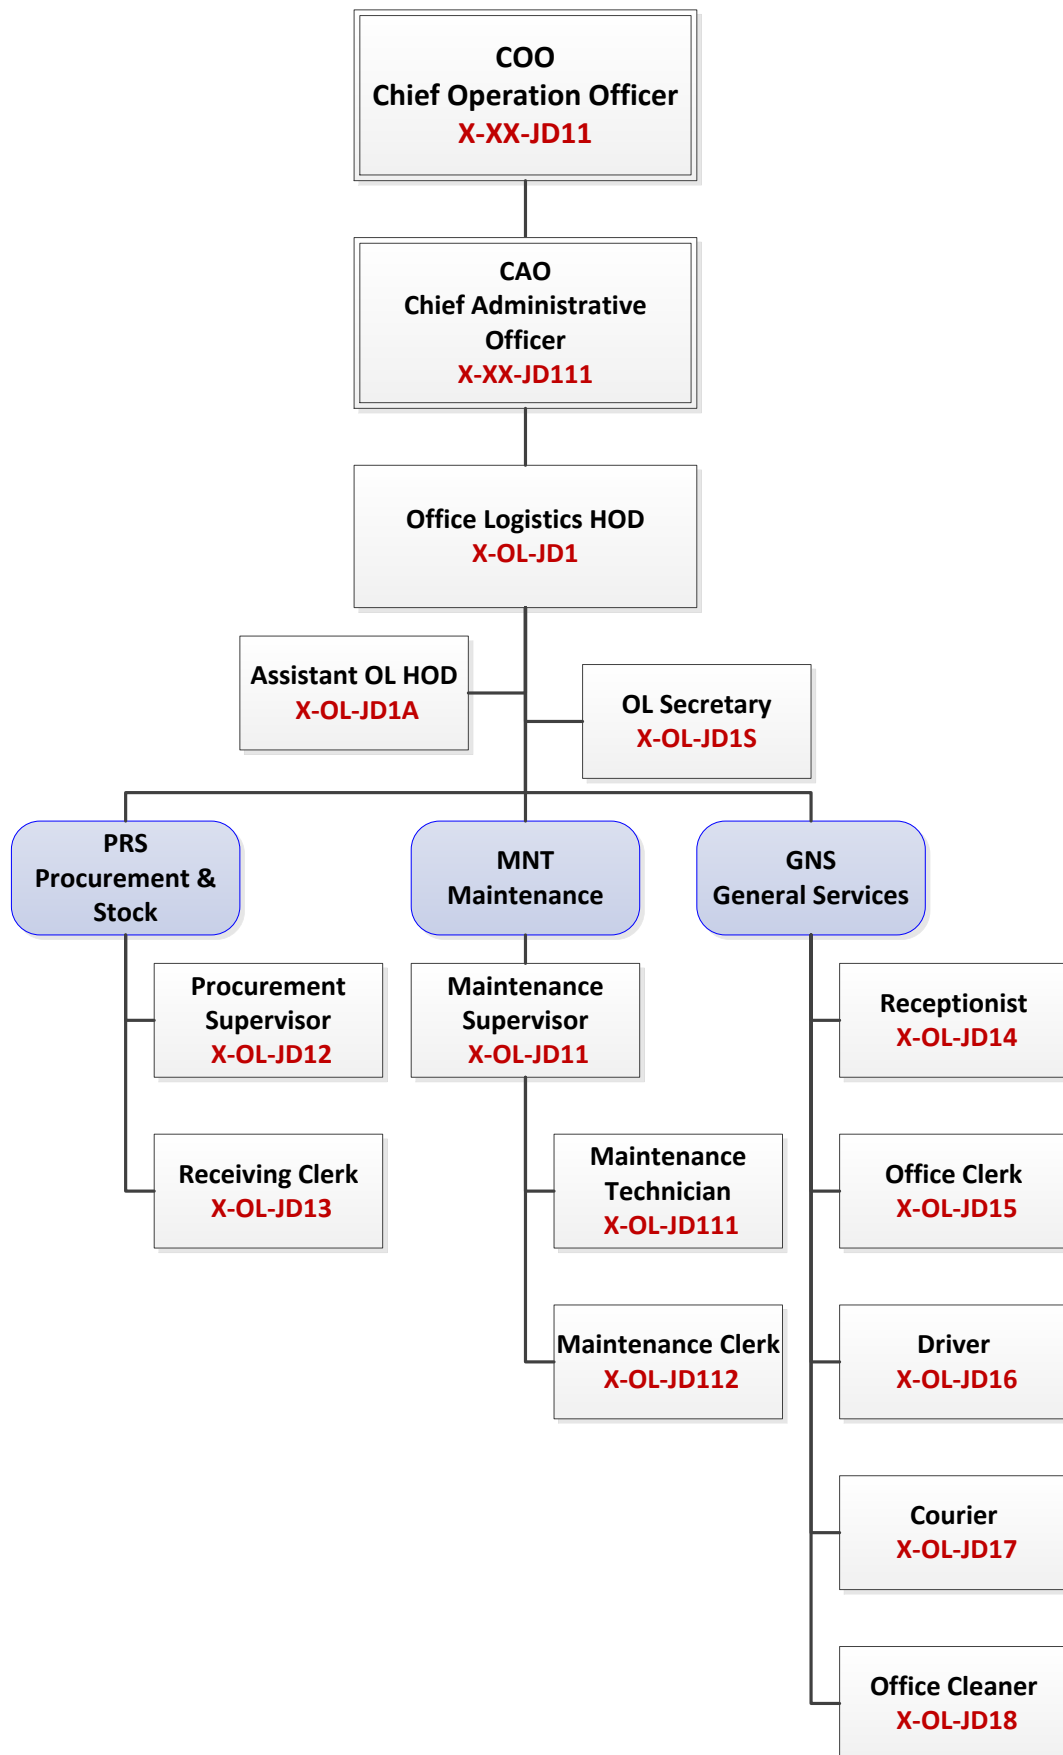 COO
Chief Operation Officer
X-XX-JD11
CAO
Chief Administrative
Officer
X-XX-JD111
Office Logistics HOD
X-OL-JD1
Assistant OL HOD
X-OL-JD1A
OL Secretary
X-OL-JD1S
PRS
Procurement &
Stock
MNT
Maintenance
GNS
General Services
Procurement
Supervisor
X-OL-JD12
Maintenance
Supervisor
X-OL-JD11
Receptionist
X-OL-JD14
Receiving Clerk
X-OL-JD13
Maintenance
Technician
X-OL-JD111
Office Clerk
X-OL-JD15
Maintenance Clerk
X-OL-JD112
Driver
X-OL-JD16
Courier
X-OL-JD17
Office Cleaner
X-OL-JD18